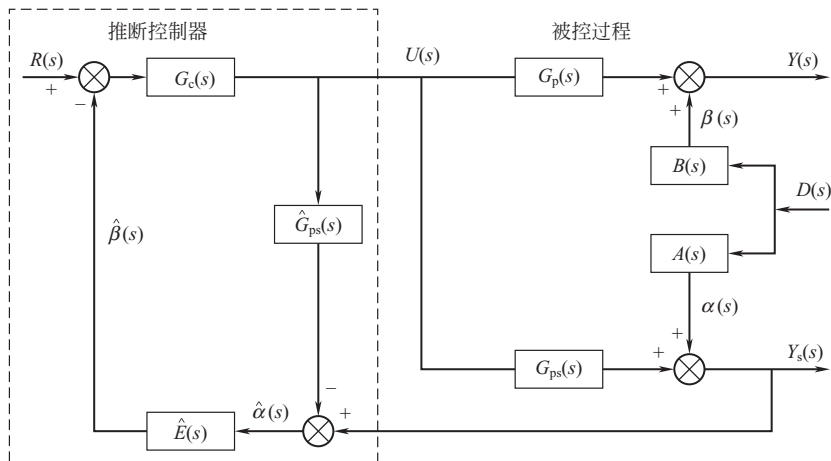 推断控制器
被控过程
R(s)
+
−
G_c(s)
U(s)
G_p(s)
+
+
Y(s)
β(s)
B(s)
D(s)
Ĝ_ps(s)
β̂(s)
A(s)
α(s)
+
G_ps(s)
+
Y_s(s)
−
α̂(s)
+
Ê(s)